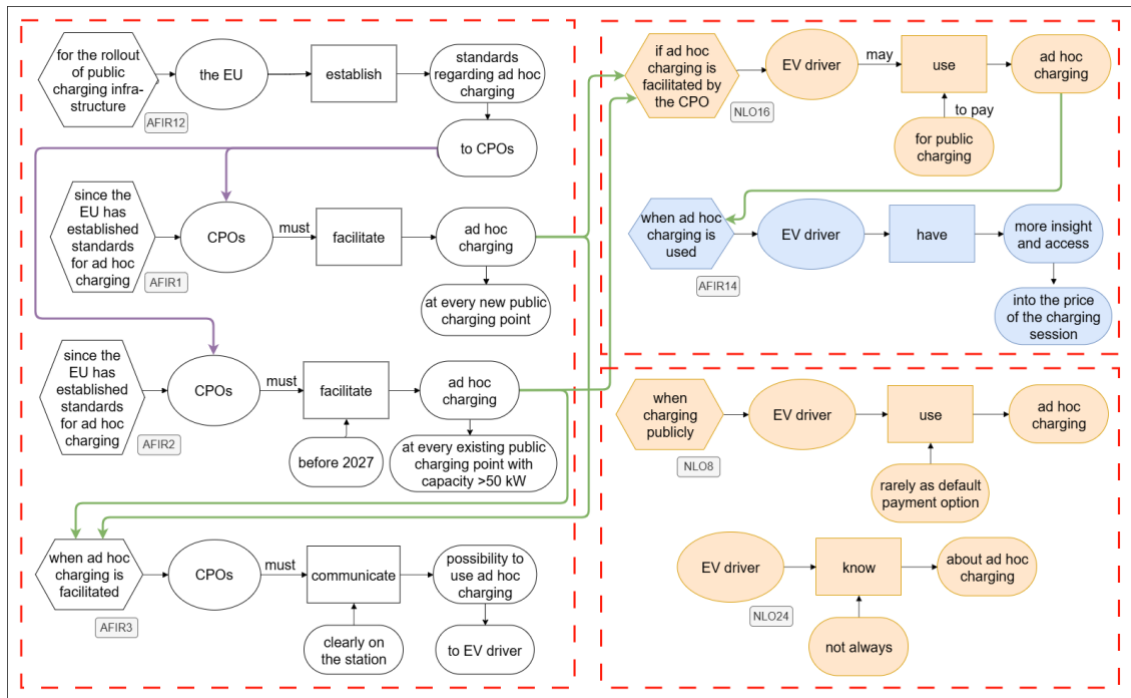 for the rollout
of public
charging infra-
structure
the EU
establish
standards
regarding ad hoc
charging
AFIR12
to CPOs
since the
EU has
established
standards
for ad hoc
charging
CPOs
must
facilitate
ad hoc
charging
AFIR1
at every new public
charging point
since the
EU has
established
standards
for ad hoc
charging
CPOs
must
facilitate
ad hoc
charging
AFIR2
before 2027
at every existing public
charging point with
capacity >50 kW
when ad hoc
charging is
facilitated
CPOs
must
communicate
possibility to
use ad hoc
charging
AFIR3
clearly on
the station
to EV driver
if ad hoc
charging is
facilitated by
the CPO
EV driver
may
use
ad hoc
charging
NLO16
to pay
for public
charging
when ad hoc
charging is
used
EV driver
have
more insight
and access
AFIR14
into the price
of the charging
session
when
charging
publicly
EV driver
use
ad hoc
charging
NLO8
rarely as default
payment option
EV driver
know
about ad hoc
charging
NLO24
not always